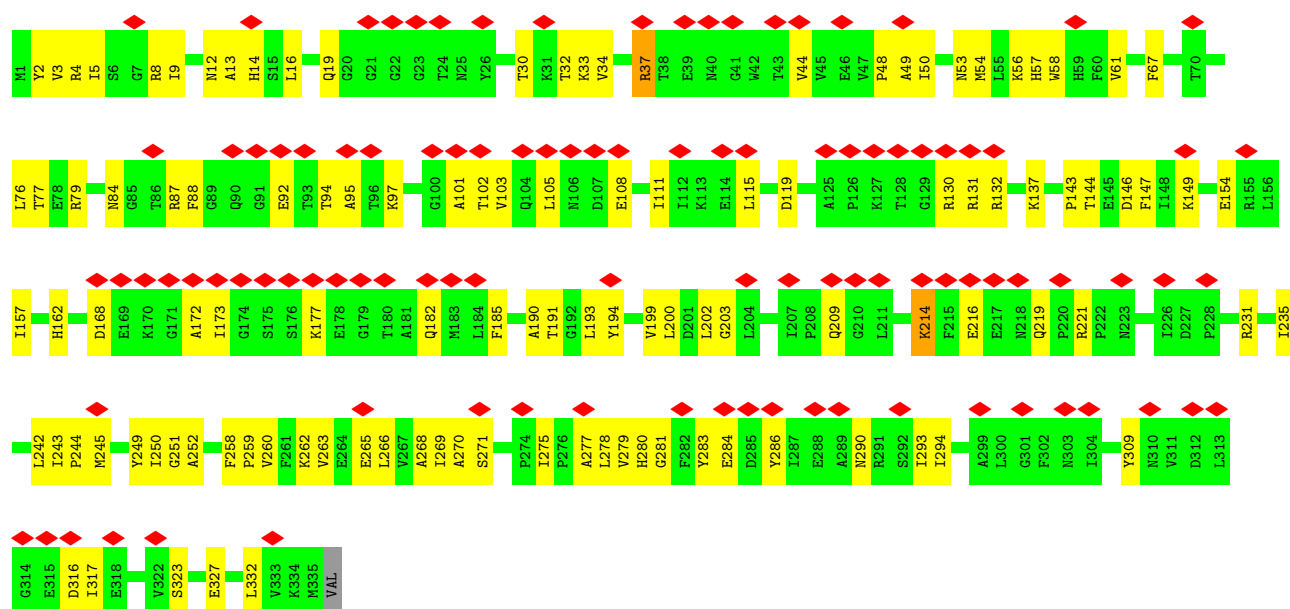 M1 Y2 V3 R4 I5 S6 G7 R8 I9 N12 A13 H14 S15 L16 Q19 G20 G21 G22 G23 T24 N25 Y26 T30 K31 T32 K33 V34 R37 T38 E39 N40 G41 W42 T43 V44 V45 E46 V47 P48 A49 I50 N53 M54 L55 K56 H57 W58 H59 F60 V61 F67 T70
L76 T77 E78 R79 N84 G85 T86 R87 F88 G89 Q90 G91 E92 T93 T94 A95 T96 K97 G100 A101 T102 V103 Q104 L105 N106 D107 E108 I111 I112 K113 E114 L115 D119 A125 P126 K127 T128 G129 R130 R131 R132 K137 P143 T144 E145 D146 F147 I148 K149 E154 R155 L156
I157 H162 D168 E169 K170 G171 A172 I173 G174 S175 S176 K177 E178 G179 T180 A181 Q182 M183 L184 F185 A190 T191 G192 L193 Y194 V199 L200 D201 L202 G203 L204 I207 P208 Q209 G210 L211 K214 F215 E216 E217 N218 Q219 P220 R221 P222 N223 I226 D227 P228 R231 I235
L242 I243 P244 M245 Y249 I250 G251 A252 F258 P259 V260 F261 K262 V263 E264 E265 L266 V267 A268 I269 A270 S271 P274 I275 P276 A277 L278 V279 H280 G281 F282 Y283 E284 D285 Y286 I287 E288 A289 N290 R291 S292 I293 I294 A299 L300 G301 F302 N303 I304 Y309 N310 V311 D312 L313
G314 E315 D316 I317 E318 V322 S323 E327 L332 V333 K334 M335 VAL